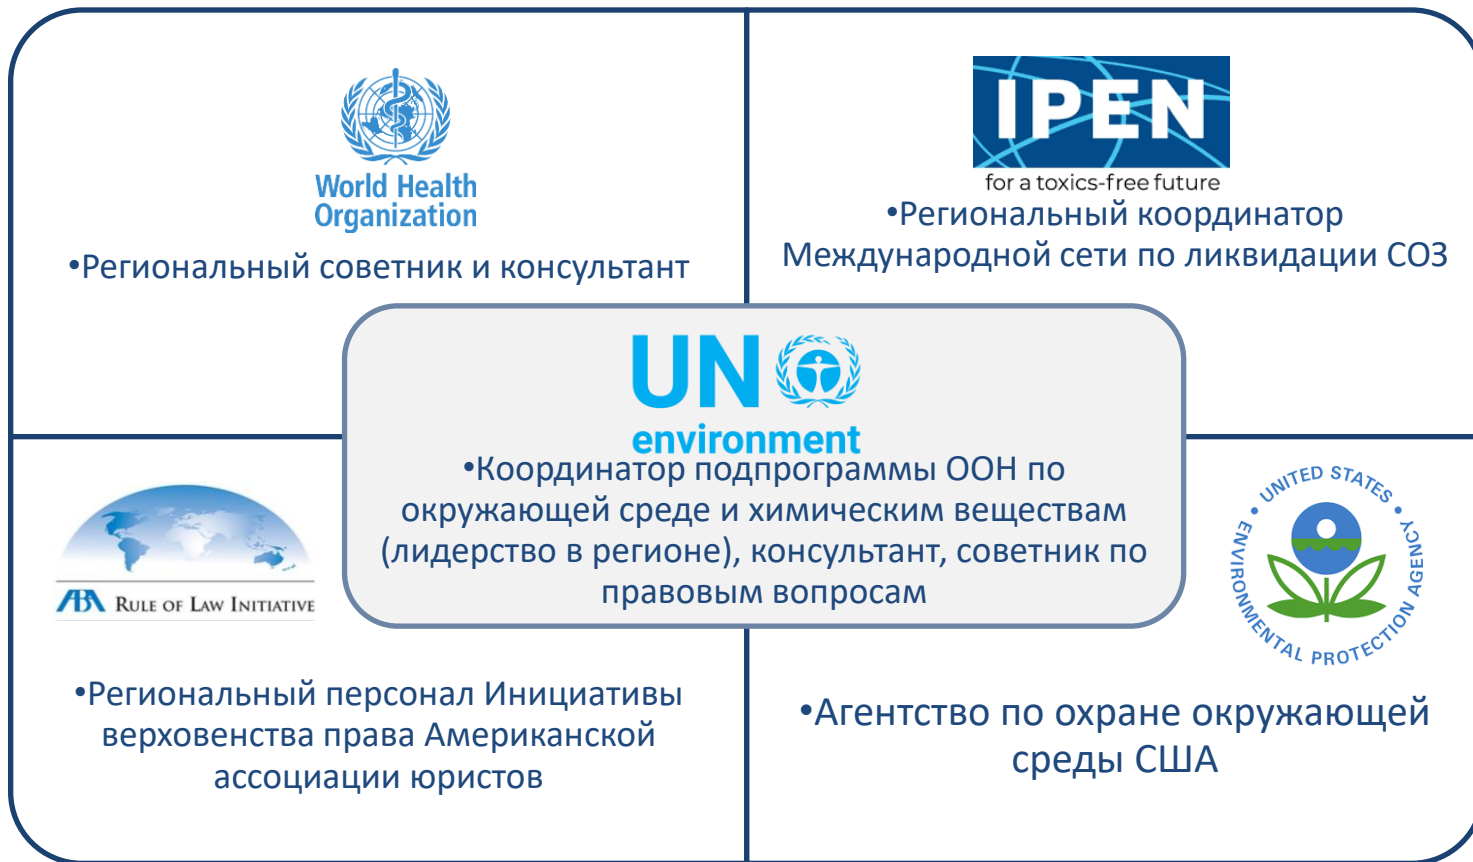 World Health
Organization
•Региональный советник и консультант
IPEN
for a toxics-free future
•Региональный координатор
Международной сети по ликвидации СОЗ
UN
environment
•Координатор подпрограммы ООН по
окружающей среде и химическим веществам
(лидерство в регионе), консультант, советник по
правовым вопросам
ABA RULE OF LAW INITIATIVE
•Региональный персонал Инициативы
верховенства права Американской
ассоциации юристов
• UNITED STATES •
ENVIRONMENTAL PROTECTION AGENCY
•Агентство по охране окружающей
среды США